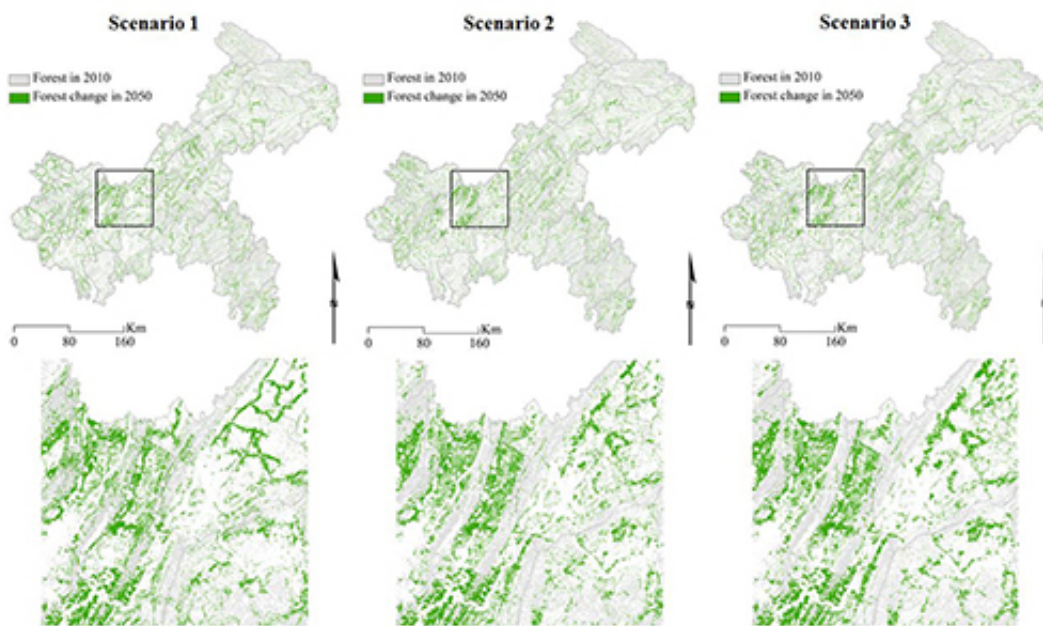 Scenario 1
Forest in 2010
Forest change in 2050
N
Km
0 80 160
Scenario 2
Forest in 2010
Forest change in 2050
N
Km
0 80 160
Scenario 3
Forest in 2010
Forest change in 2050
N
Km
0 80 160